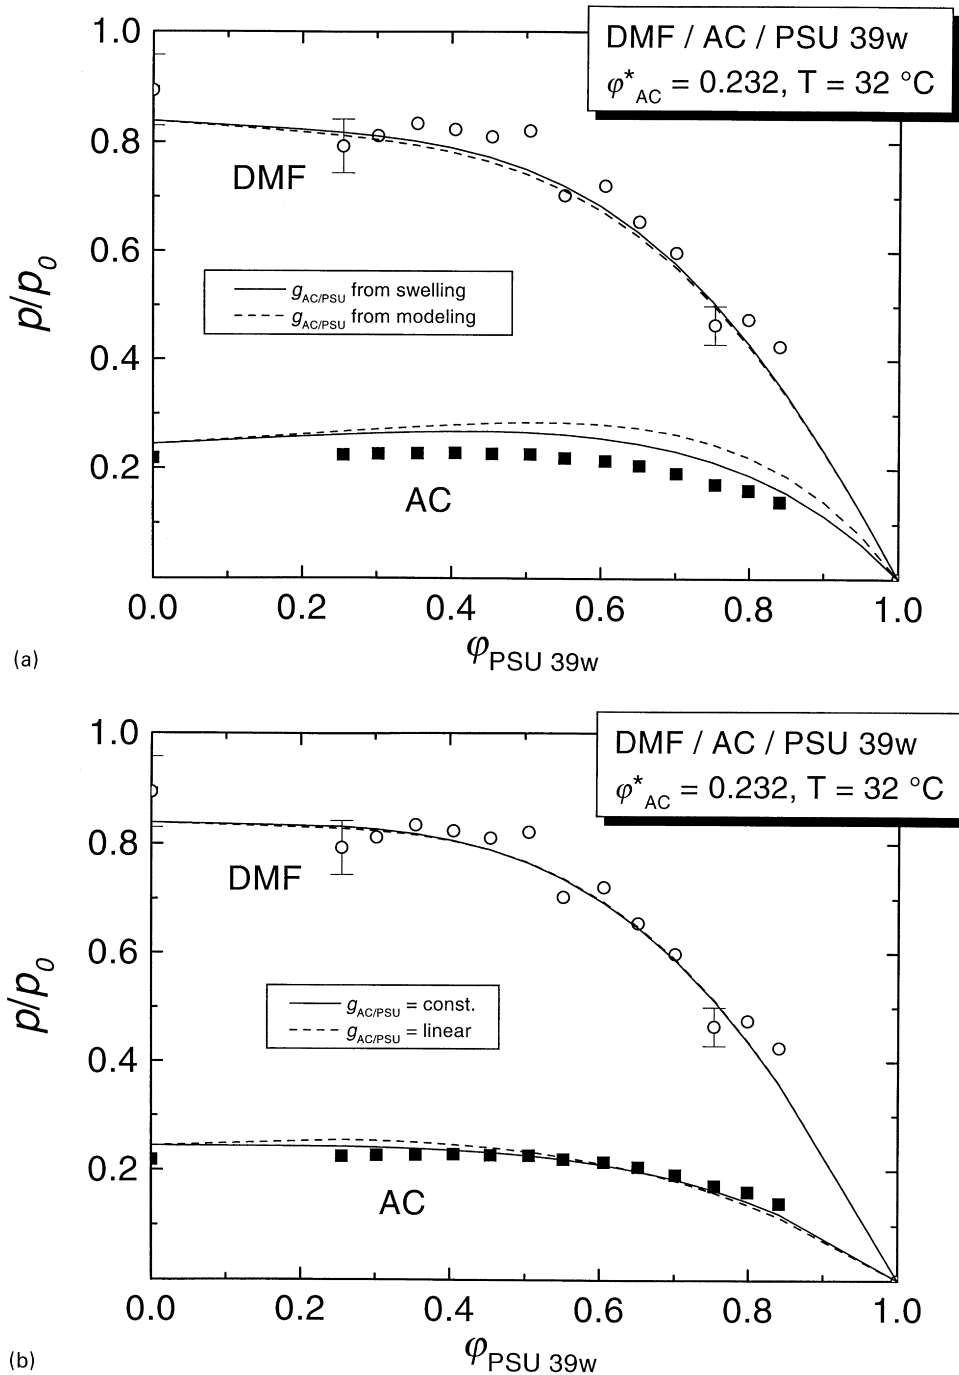 DMF / AC / PSU 39w
φ*AC = 0.232, T = 32 °C
1.0
0.8
0.6
0.4
0.2
p/p0
DMF
gAC/PSU from swelling
gAC/PSU from modeling
AC
0.0
0.2
0.4
0.6
0.8
1.0
φPSU 39w
(a)
DMF / AC / PSU 39w
φ*AC = 0.232, T = 32 °C
1.0
0.8
0.6
0.4
0.2
p/p0
DMF
gAC/PSU = const.
gAC/PSU = linear
AC
0.0
0.2
0.4
0.6
0.8
1.0
φPSU 39w
(b)